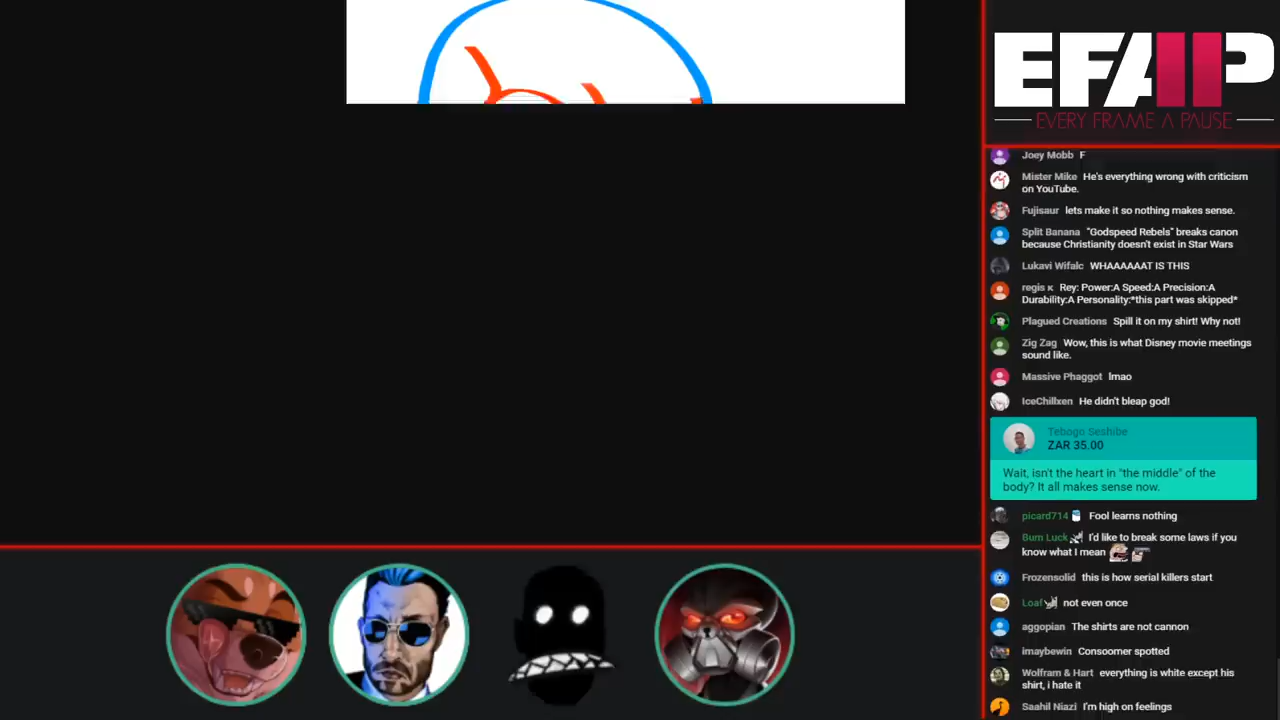 EFAP
EVERY FRAME A PAUSE
Joey Mobb F
Mister Mike He's everything wrong with criticism
on YouTube.
Fujisaur lets make it so nothing makes sense.
Split Banana "Godspeed Rebels" breaks canon
because Christianity doesn't exist in Star Wars
Lukavi Wifalc WHAAAAAAT IS THIS
regis κ Rey: Power:A Speed:A Precision:A
Durability:A Personality:*this part was skipped*
Plagued Creations Spill it on my shirt! Why not!
Zig Zag Wow, this is what Disney movie meetings
sound like.
Massive Phaggot lmao
IceChillxen He didn't bleap god!
Tebogo Seshibe
ZAR 35.00
Wait, isn't the heart in "the middle" of the
body? It all makes sense now.
picard714 Fool learns nothing
Bum Luck I'd like to break some laws if you
know what I mean
Frozensolid this is how serial killers start
Loaf not even once
aggopian The shirts are not cannon
imaybewin Consoomer spotted
Wolfram & Hart everything is white except his
shirt, i hate it
Saahil Niazi I'm high on feelings